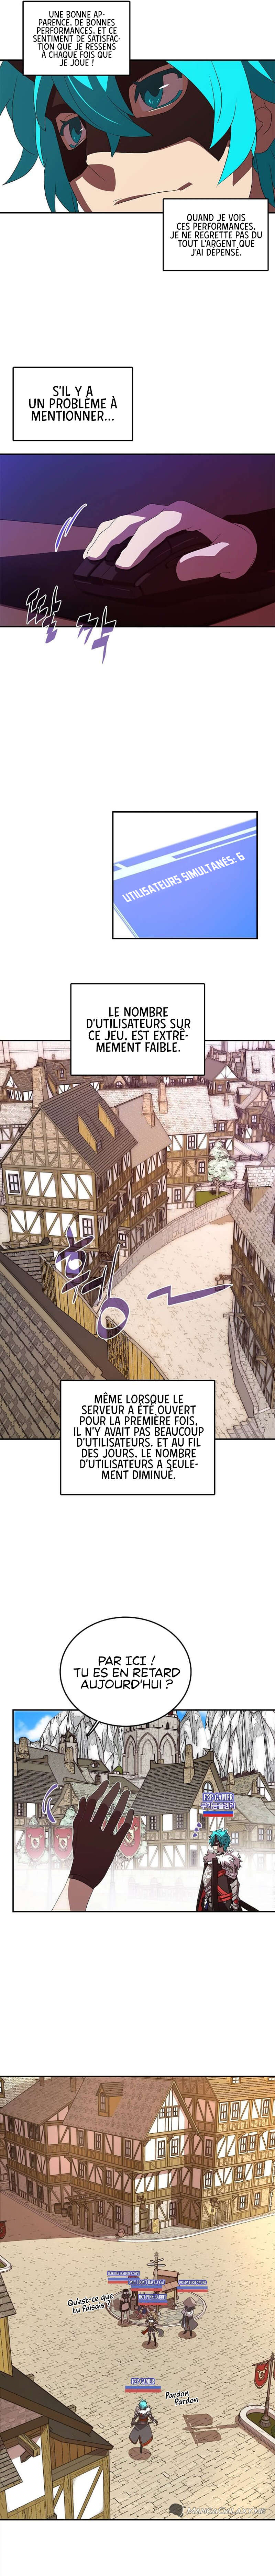 UNE BONNE AP-
PARENCE, DE BONNES
PERFORMANCES, ET CE
SENTIMENT DE SATISFAC-
TION QUE JE RESSENS
À CHAQUE FOIS QUE
JE JOUE !
QUAND JE VOIS
CES PERFORMANCES,
JE NE REGRETTE PAS DU
TOUT L'ARGENT QUE
J'AI DÉPENSÉ.
S'IL Y A
UN PROBLÈME À
MENTIONNER...
UTILISATEURS SIMULTANÉS: 6
LE NOMBRE
D'UTILISATEURS SUR
CE JEU, EST EXTRÊ-
MEMENT FAIBLE.
MÊME LORSQUE LE
SERVEUR A ÉTÉ OUVERT
POUR LA PREMIÈRE FOIS,
IL N'Y AVAIT PAS BEAUCOUP
D'UTILISATEURS. ET AU FIL
DES JOURS, LE NOMBRE
D'UTILISATEURS A SEULE-
MENT DIMINUÉ.
PAR ICI !
TU ES EN RETARD
AUJOURD'HUI ?
F2P GAMER
Qu'est-ce que
tu faisais ?
F2P GAMER
Pardon
Pardon